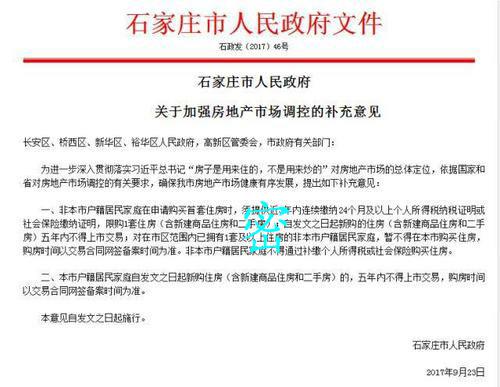 石家庄市人民政府文件
石政发（2017）46号
石家庄市人民政府
关于加强房地产市场调控的补充意见
长安区、桥西区、新华区、裕华区人民政府，高新区管委会，市政府有关部门：
为进一步深入贯彻落实习近平总书记“房子是用来住的，不是用来炒的”对房地产市场的总体定位，依据国家和
省对房地产市场调控的有关要求，确保我市房地产市场健康有序发展，提出如下补充意见：
一、非本市户籍居民家庭在申请购买首套住房时，须提供近年内连续缴纳24个月及以上个人所得税纳税证明或
社会保险缴纳证明，限购1套住房（含新建商品住房和二手房），自发文之日起新购的住房（含新建商品住房和二手
房）五年内不得上市交易，对在市区范围内已拥有1套及以上住房的非本市户籍居民家庭，暂不得在本市购买住房，
购房时间以交易合同网签备案时间为准。非本市户籍居民家庭不得通过补缴个人所得税或社会保险购买住房。
密
二、本市户籍居民家庭自发文之日起新购住房（含新建商品住房和二手房）的，五年内不得上市交易，购房时间
以交易合同网签备案时间为准。
本意见自发文之日起施行。
石家庄市人民政府
2017年9月23日